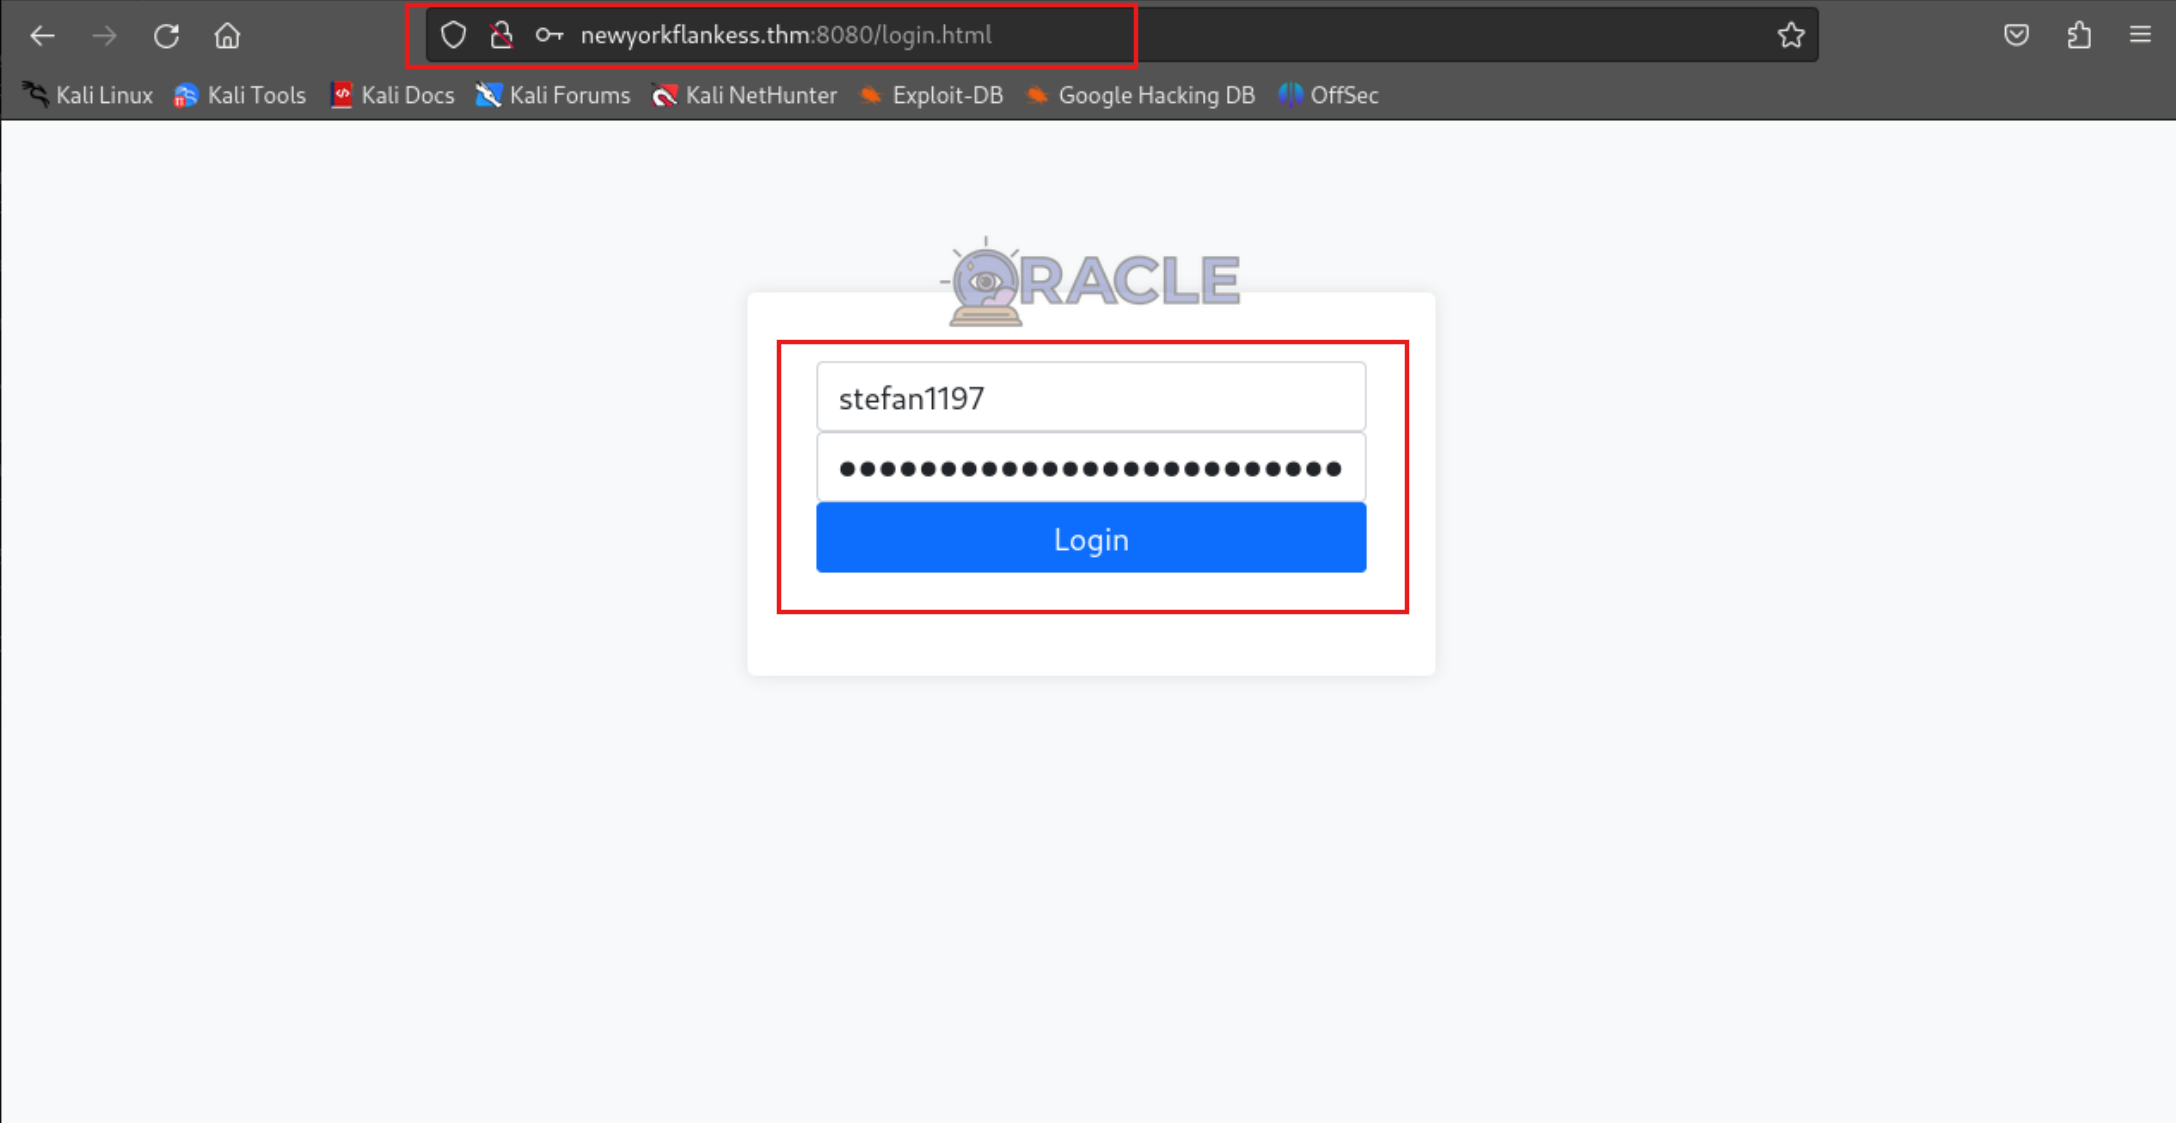 newyorkflankess.thm:8080/login.html
Kali Linux Kali Tools Kali Docs Kali Forums Kali NetHunter Exploit-DB Google Hacking DB OffSec
ORACLE
stefan1197
●●●●●●●●●●●●●●●●●●●●●●●●●
Login